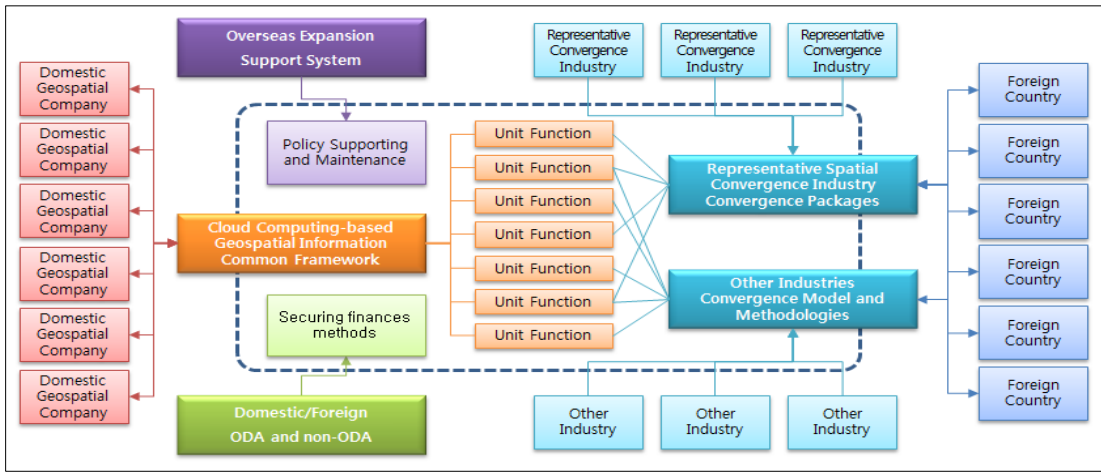 Overseas Expansion
Support System
Representative
Convergence
Industry
Representative
Convergence
Industry
Representative
Convergence
Industry
Domestic
Geospatial
Company
Domestic
Geospatial
Company
Domestic
Geospatial
Company
Domestic
Geospatial
Company
Domestic
Geospatial
Company
Domestic
Geospatial
Company
Policy Supporting
and Maintenance
Cloud Computing-based
Geospatial Information
Common Framework
Securing finances
methods
Domestic/Foreign
ODA and non-ODA
Unit Function
Unit Function
Unit Function
Unit Function
Unit Function
Unit Function
Unit Function
Representative Spatial
Convergence Industry
Convergence Packages
Other Industries
Convergence Model and
Methodologies
Other
Industry
Other
Industry
Other
Industry
Foreign
Country
Foreign
Country
Foreign
Country
Foreign
Country
Foreign
Country
Foreign
Country